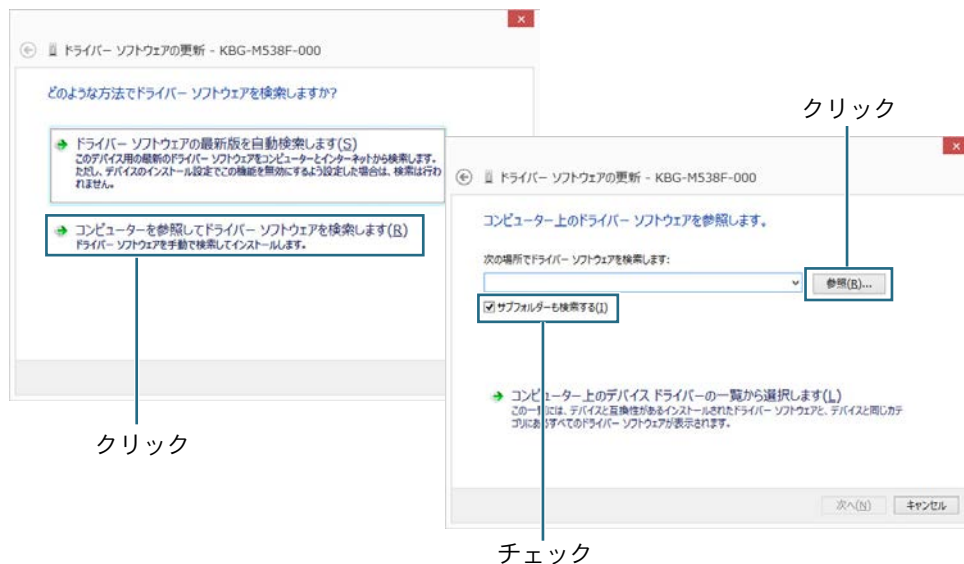 ドライバー ソフトウェアの更新 - KBG-M538F-000
どのような方法でドライバー ソフトウェアを検索しますか?
ドライバー ソフトウェアの最新版を自動検索します(S)
このデバイス用の最新のドライバー ソフトウェアをコンピューターとインターネットから検索します。
ただし、デバイスのインストール設定でこの機能を無効にするよう設定した場合は、検索は行わ
れません。
コンピューターを参照してドライバー ソフトウェアを検索します(R)
ドライバー ソフトウェアを手動で検索してインストールします。
クリック
クリック
ドライバー ソフトウェアの更新 - KBG-M538F-000
コンピューター上のドライバー ソフトウェアを参照します。
次の場所でドライバー ソフトウェアを検索します:
参照(R)...
サブフォルダーも検索する(I)
コンピューター上のデバイス ドライバーの一覧から選択します(L)
この一覧には、デバイスと互換性があるインストールされたドライバー ソフトウェアと、デバイスと同じカテ
ゴリにあるすべてのドライバー ソフトウェアが表示されます。
次へ(N)
キャンセル
チェック